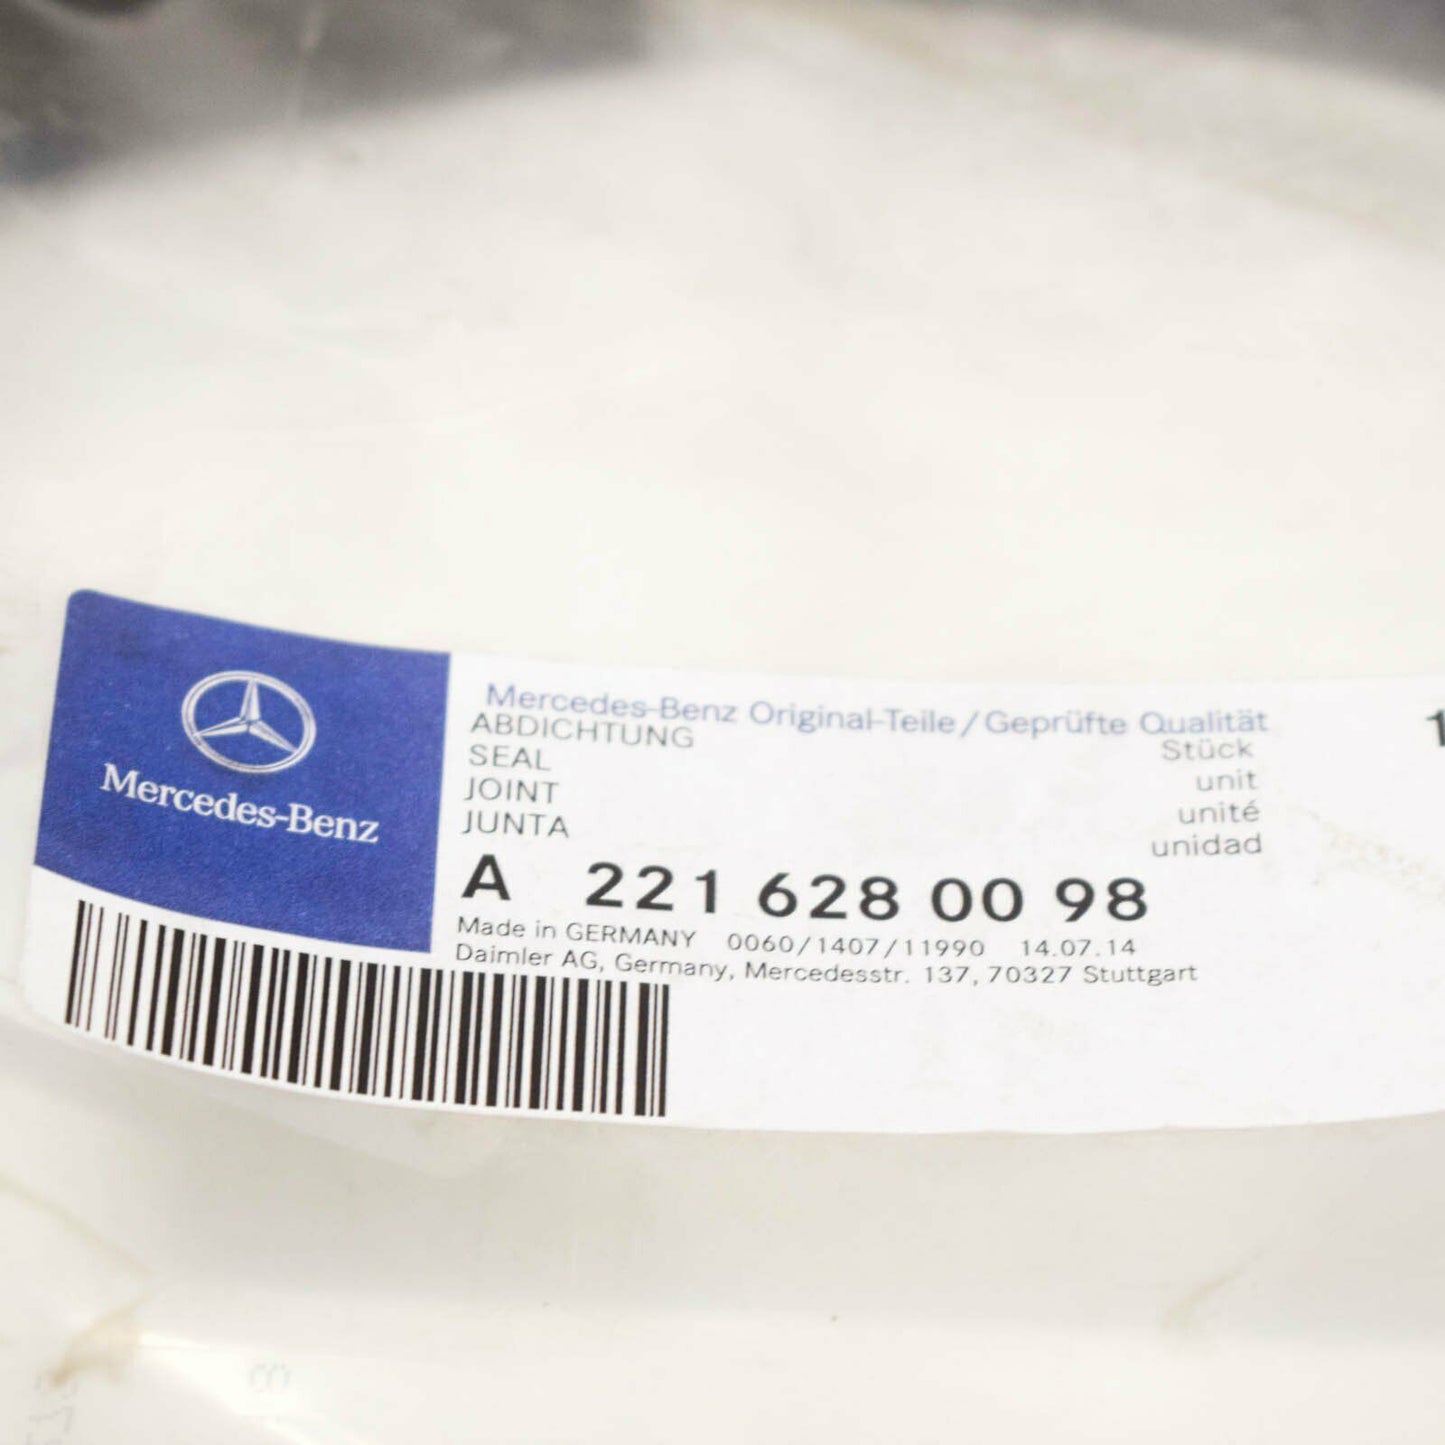 Mercedes-Benz
Mercedes-Benz Original-Teile/Geprüfte Qualität
ABDICHTUNG Stück 1
SEAL unit
JOINT unité
JUNTA unidad
A 221 628 00 98
Made in GERMANY 0060/1407/11990 14.07.14
Daimler AG, Germany, Mercedesstr. 137, 70327 Stuttgart